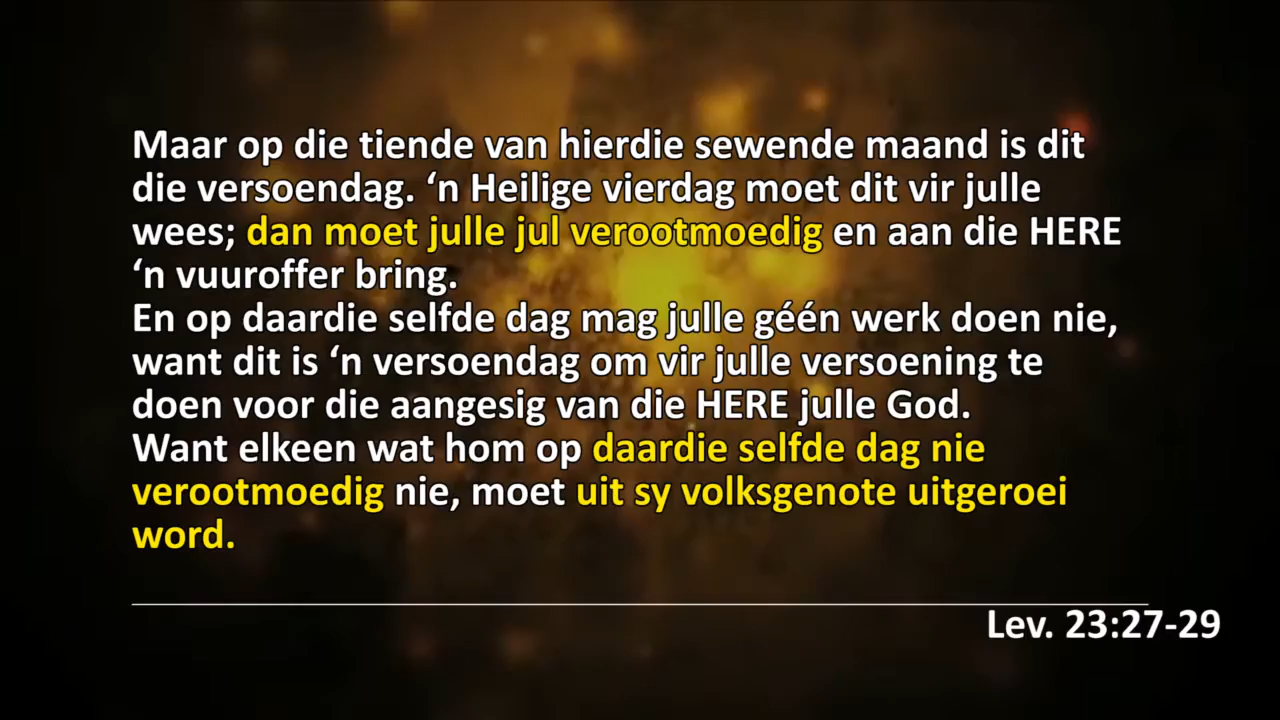 Maar op die tiende van hierdie sewende maand is dit
die versoendag. ‘n Heilige vierdag moet dit vir julle
wees; dan moet julle jul verootmoedig en aan die HERE
‘n vuuroffer bring.
En op daardie selfde dag mag julle géén werk doen nie,
want dit is ‘n versoendag om vir julle versoening te
doen voor die aangesig van die HERE julle God.
Want elkeen wat hom op daardie selfde dag nie
verootmoedig nie, moet uit sy volksgenote uitgeroei
word.
Lev. 23:27-29